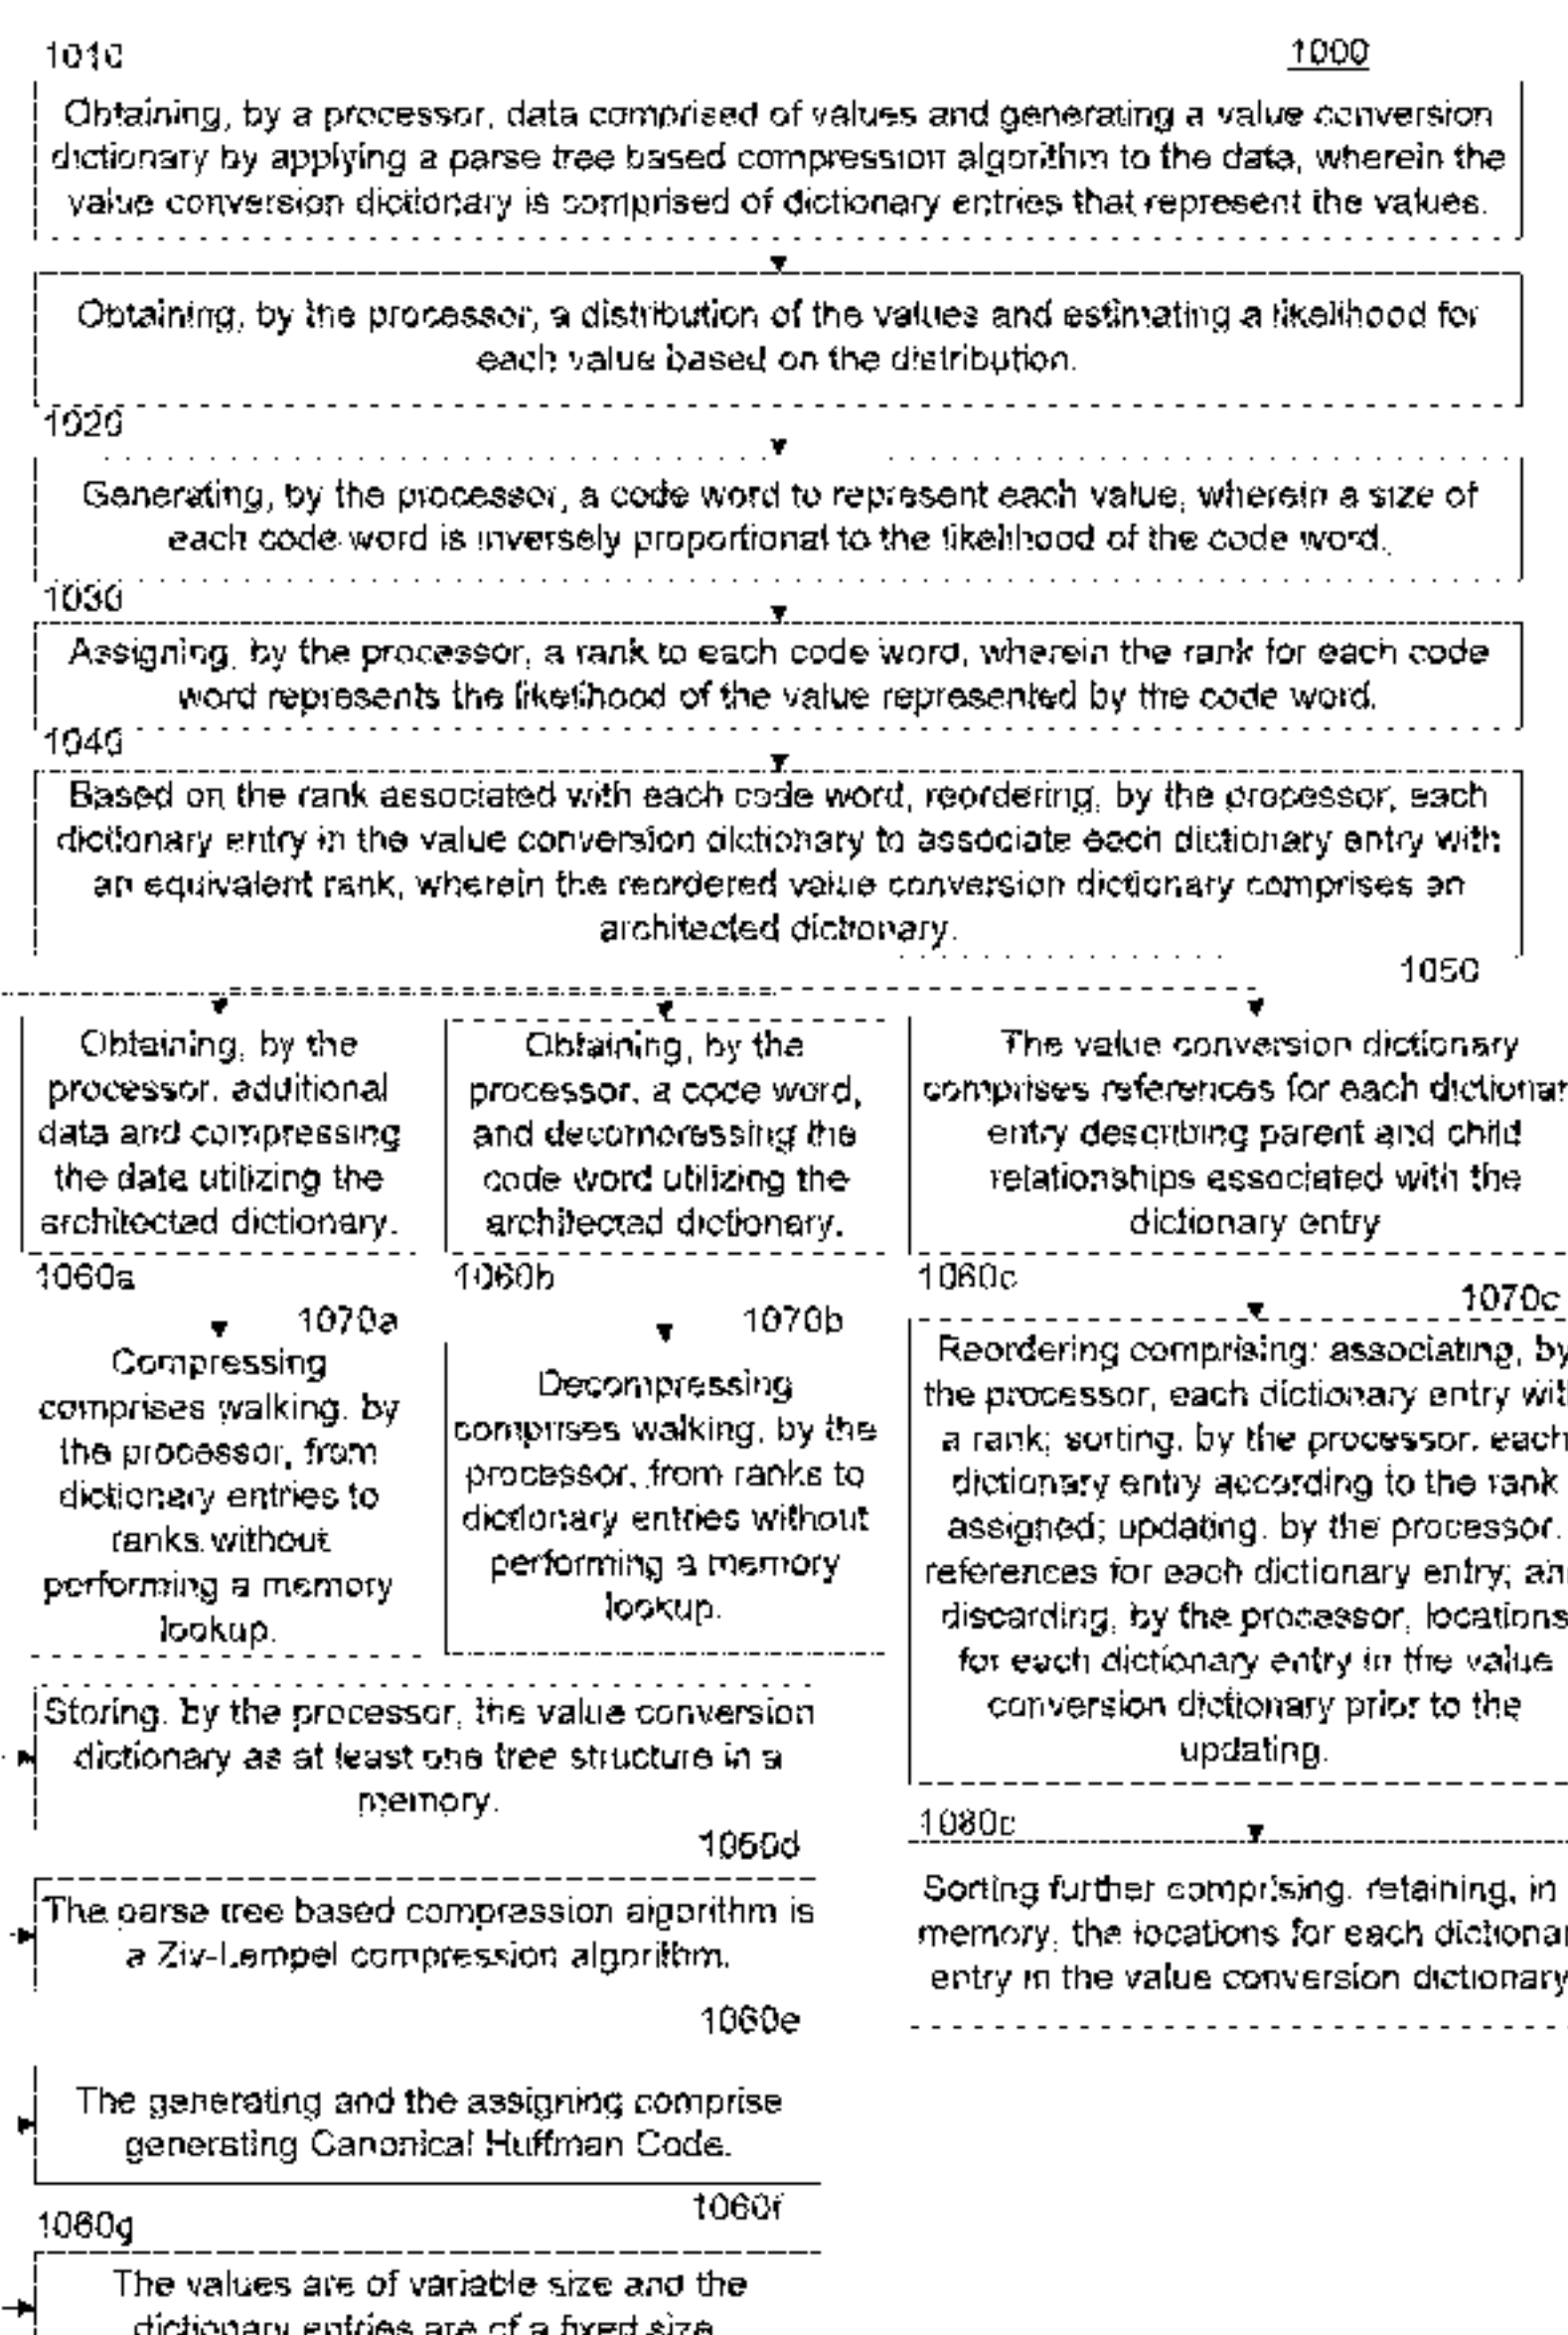 1010
1000
Obtaining, by a processor, data comprised of values and generating a value conversion
dictionary by applying a parse tree based compression algorithm to the data, wherein the
value conversion dictionary is comprised of dictionary entries that represent the values.
Obtaining, by the processor, a distribution of the values and estimating a likelihood for
each value based on the distribution.
1020
Generating, by the processor, a code word to represent each value, wherein a size of
each code word is inversely proportional to the likelihood of the code word.
1030
Assigning, by the processor, a rank to each code word, wherein the rank for each code
word represents the likelihood of the value represented by the code word.
1040
Based on the rank associated with each code word, reordering, by the processor, each
dictionary entry in the value conversion dictionary to associate each dictionary entry with
an equivalent rank, wherein the reordered value conversion dictionary comprises an
architected dictionary.
1050
Obtaining, by the
processor, additional
data and compressing
the data utilizing the
architected dictionary.
1060a
Obtaining, by the
processor, a code word,
and decompressing the
code word utilizing the
architected dictionary.
1060b
The value conversion dictionary
comprises references for each dictionar
entry describing parent and child
relationships associated with the
dictionary entry
1060c
1070a
Compressing
comprises walking, by
the processor, from
dictionary entries to
ranks without
performing a memory
lookup.
1070b
Decompressing
comprises walking, by the
processor, from ranks to
dictionary entries without
performing a memory
lookup.
1070c
Reordering comprising: associating, by
the processor, each dictionary entry wit
a rank; sorting, by the processor, each
dictionary entry according to the rank
assigned; updating, by the processor,
references for each dictionary entry; an
discarding, by the processor, locations
for each dictionary entry in the value
conversion dictionary prior to the
updating.
1080c
Sorting further comprising, retaining, in
memory, the locations for each dictionar
entry in the value conversion dictionary
Storing, by the processor, the value conversion
dictionary as at least one tree structure in a
memory.
1060d
The parse tree based compression algorithm is
a Ziv-Lempel compression algorithm.
1060e
The generating and the assigning comprise
generating Canonical Huffman Code.
1060f
1060g
The values are of variable size and the
dictionary entries are of a fixed size